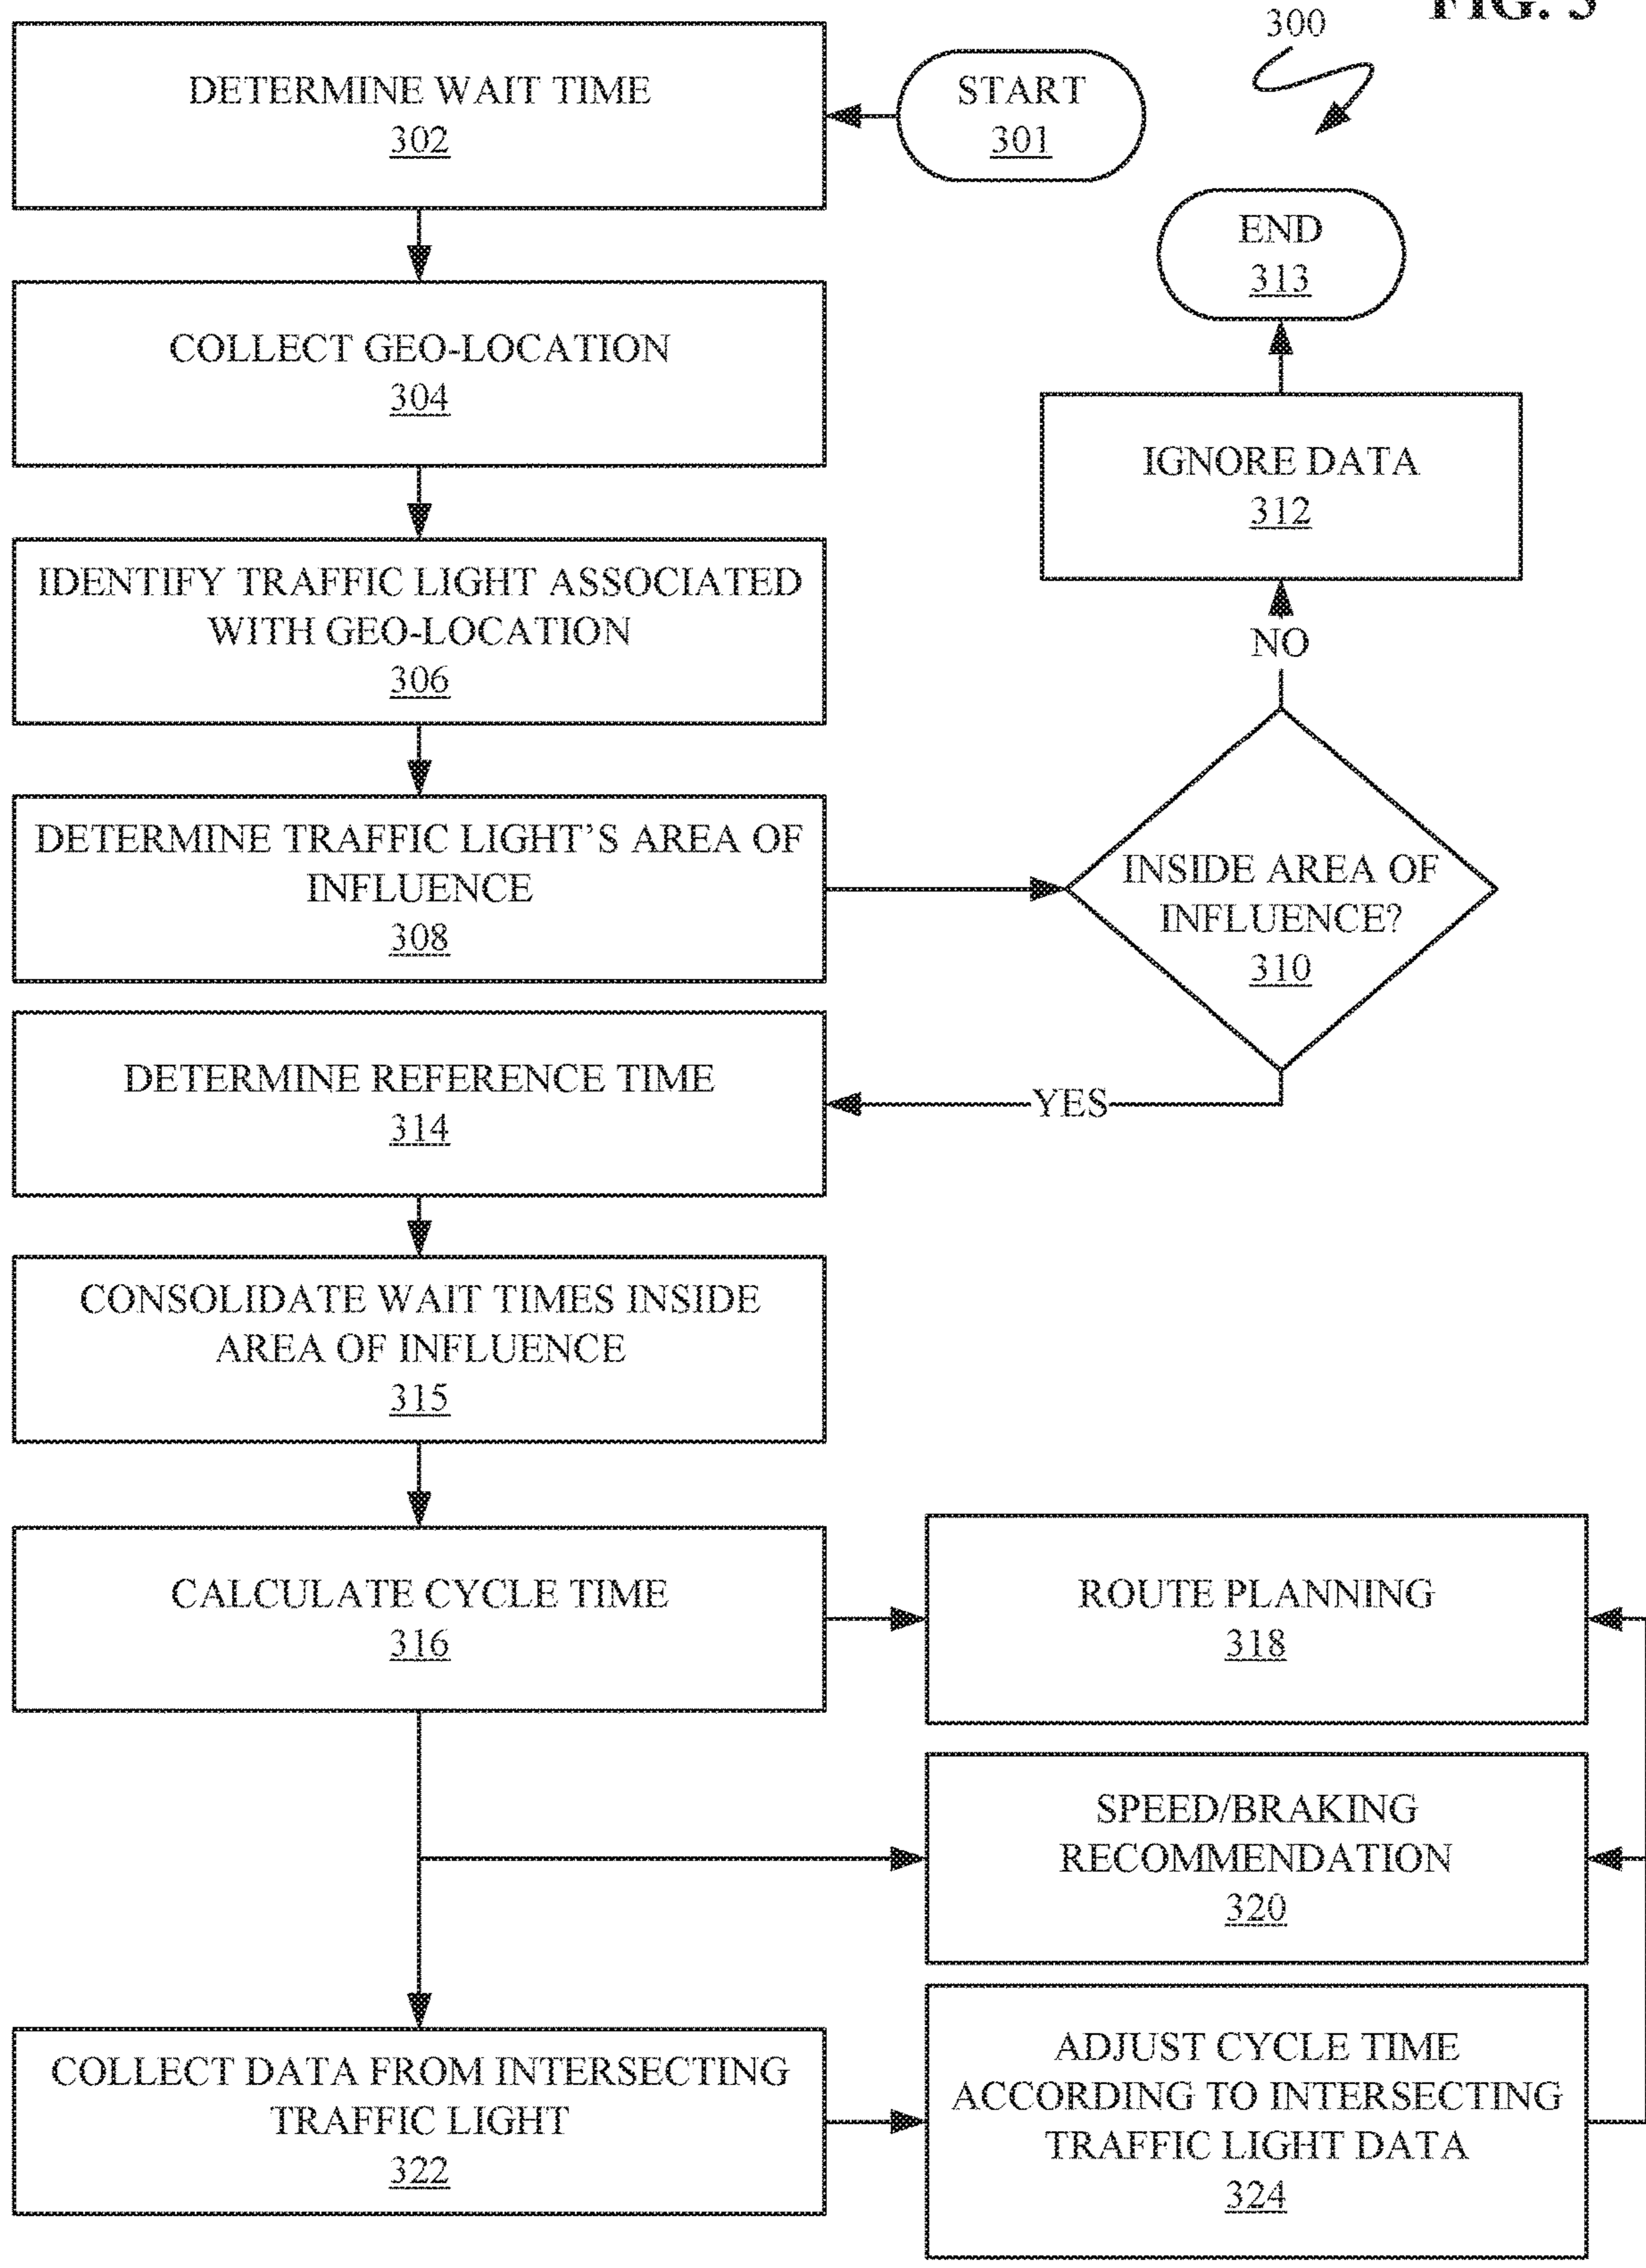 FIG. 3
300
START
301
DETERMINE WAIT TIME
302
COLLECT GEO-LOCATION
304
IDENTIFY TRAFFIC LIGHT ASSOCIATED
WITH GEO-LOCATION
306
DETERMINE TRAFFIC LIGHT’S AREA OF
INFLUENCE
308
INSIDE AREA OF
INFLUENCE?
310
NO
IGNORE DATA
312
END
313
YES
DETERMINE REFERENCE TIME
314
CONSOLIDATE WAIT TIMES INSIDE
AREA OF INFLUENCE
315
CALCULATE CYCLE TIME
316
ROUTE PLANNING
318
SPEED/BRAKING
RECOMMENDATION
320
COLLECT DATA FROM INTERSECTING
TRAFFIC LIGHT
322
ADJUST CYCLE TIME
ACCORDING TO INTERSECTING
TRAFFIC LIGHT DATA
324